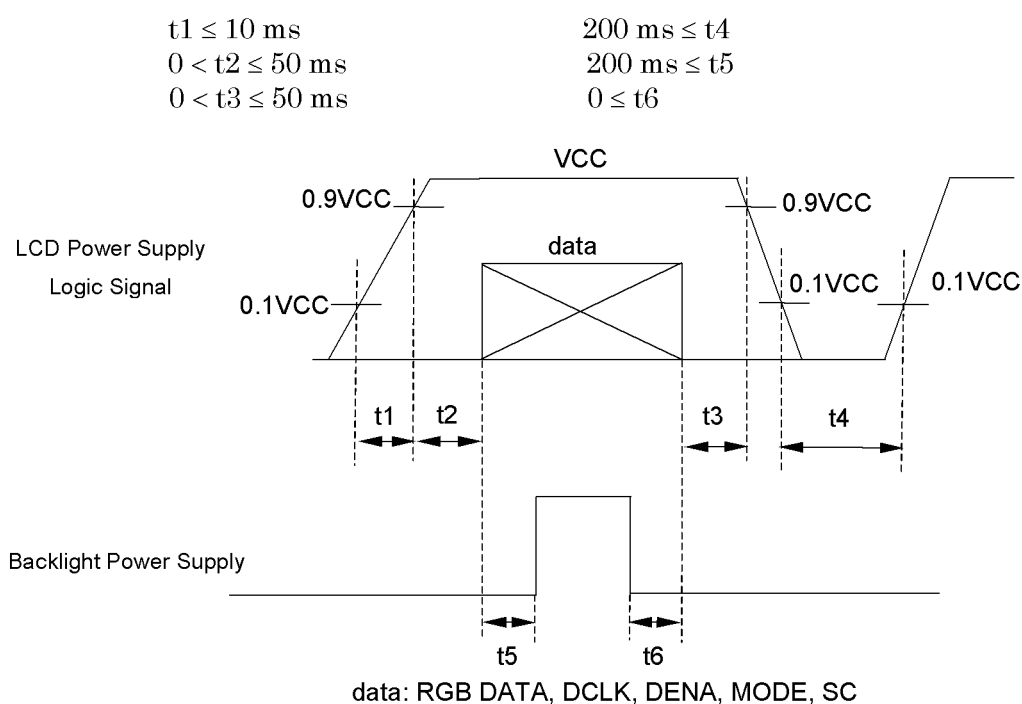 t1 ≤ 10 ms
200 ms ≤ t4
0 < t2 ≤ 50 ms
200 ms ≤ t5
0 < t3 ≤ 50 ms
0 ≤ t6
VCC
0.9VCC
0.9VCC
LCD Power Supply
Logic Signal
data
0.1VCC
0.1VCC
0.1VCC
t1
t2
t3
t4
Backlight Power Supply
t5
t6
data: RGB DATA, DCLK, DENA, MODE, SC